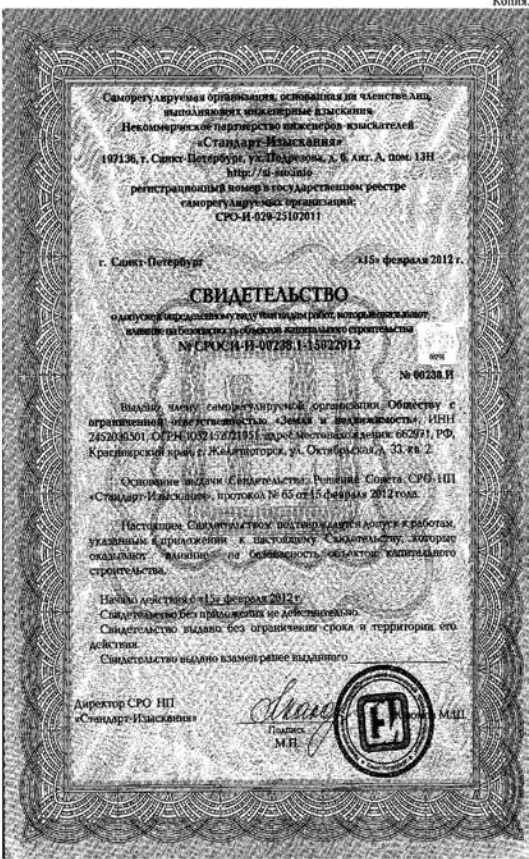 Копия
Саморегулируемая организация, основанная на членстве лиц,
выполняющих инженерные изыскания
Некоммерческое партнерство инженеров-изыскателей
«Стандарт-Изыскания»
197136, г. Санкт-Петербург, ул. Подрезова, д. 6, лит. А, пом. 13Н
регистрационный номер в государственном реестре
саморегулируемых организаций:
СРО-И-029-25102011
г. Санкт-Петербург «15» февраля 2012 г.
СВИДЕТЕЛЬСТВО
о допуске к определенному виду или видам работ, которые оказывают
влияние на безопасность объектов капитального строительства
№ СРОСИ-И-00238.1-15022012
№ 00238.И
Выдано члену саморегулируемой организации Обществу с
ограниченной ответственностью «Земля и недвижимость», ИНН
адрес местонахождения: 662971, РФ,
Красноярский край, г. Железногорск, ул. Октябрьская, д. 33, кв. 2
Основание выдачи Свидетельства: Решение Совета СРО НП
«Стандарт-Изыскания», протокол № 65 от 15 февраля 2012 года.
Настоящим Свидетельством подтверждается допуск к работам,
указанным в приложении к настоящему Свидетельству, которые
оказывают влияние на безопасность объектов капитального
строительства.
Начало действия с «15» февраля 2012 г.
Свидетельство без приложения не действительно.
Свидетельство выдано без ограничения срока и территории его
действия.
Свидетельство выдано взамен ранее выданного
Директор СРО НП
«Стандарт-Изыскания» М.Ш.
Подпись
М.П.